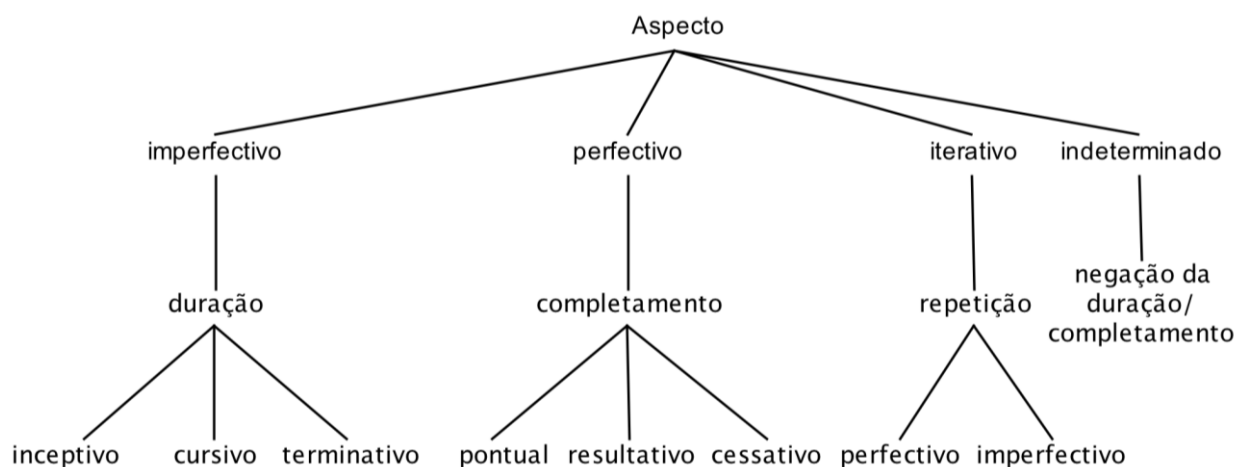 Aspecto
imperfectivo perfectivo iterativo indeterminado
duração completamento repetição negação da duração/ completamento
inceptivo cursivo terminativo pontual resultativo cessativo perfectivo imperfectivo